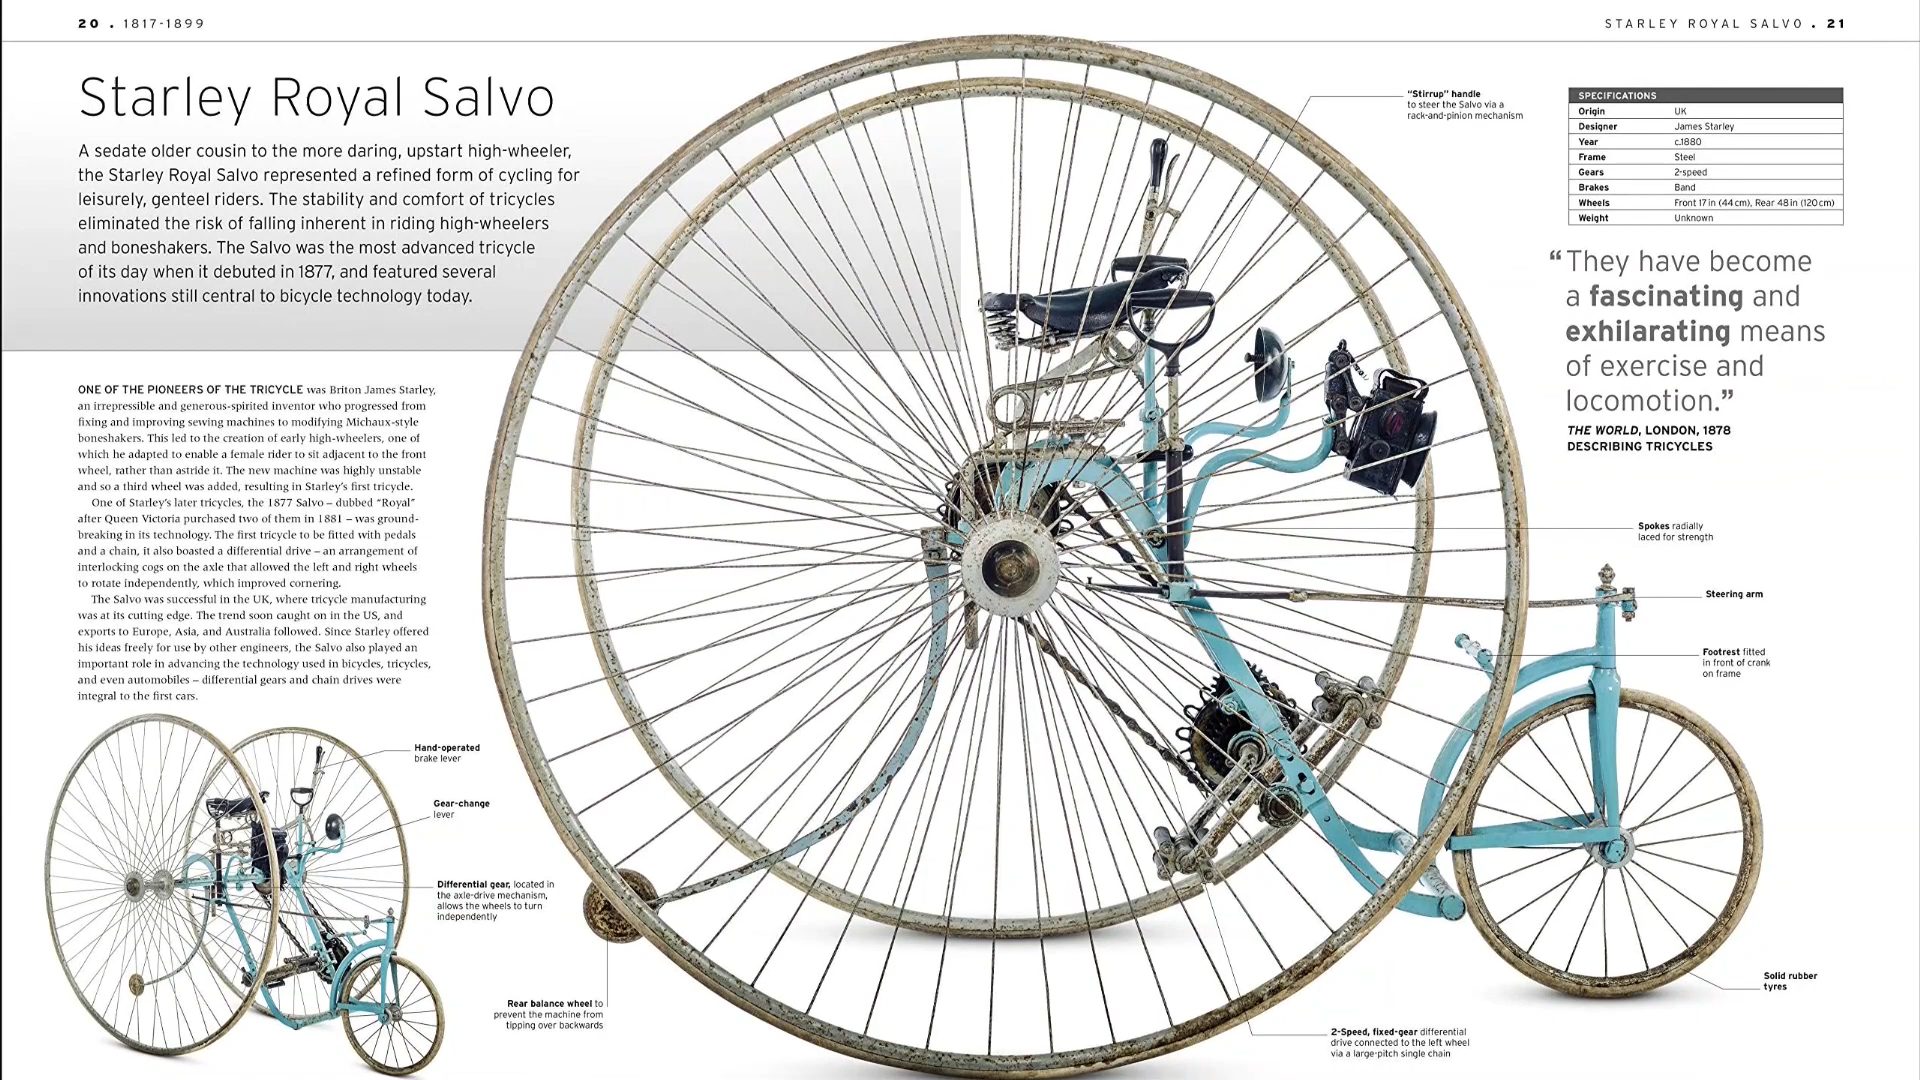 20 . 1817-1899
STARLEY ROYAL SALVO . 21
Starley Royal Salvo
A sedate older cousin to the more daring, upstart high-wheeler,
the Starley Royal Salvo represented a refined form of cycling for
leisurely, genteel riders. The stability and comfort of tricycles
eliminated the risk of falling inherent in riding high-wheelers
and boneshakers. The Salvo was the most advanced tricycle
of its day when it debuted in 1877, and featured several
innovations still central to bicycle technology today.
ONE OF THE PIONEERS OF THE TRICYCLE was Briton James Starley,
an irrepressible and generous-spirited inventor who progressed from
fixing and improving sewing machines to modifying Michaux-style
boneshakers. This led to the creation of early high-wheelers, one of
which he adapted to enable a female rider to sit adjacent to the front
wheel, rather than astride it. The new machine was highly unstable
and so a third wheel was added, resulting in Starley's first tricycle.
One of Starley's later tricycles, the 1877 Salvo – dubbed "Royal"
after Queen Victoria purchased two of them in 1881 – was ground-
breaking in its technology. The first tricycle to be fitted with pedals
and a chain, it also boasted a differential drive – an arrangement of
interlocking cogs on the axle that allowed the left and right wheels
to rotate independently, which improved cornering.
The Salvo was successful in the UK, where tricycle manufacturing
was at its cutting edge. The trend soon caught on in the US, and
exports to Europe, Asia, and Australia followed. Since Starley offered
his ideas freely for use by other engineers, the Salvo also played an
important role in advancing the technology used in bicycles, tricycles,
and even automobiles – differential gears and chain drives were
integral to the first cars.
Hand-operated
brake lever
Gear-change
lever
Differential gear, located in
the axle-drive mechanism,
allows the wheels to turn
independently
Rear balance wheel to
prevent the machine from
tipping over backwards
"Stirrup" handle
to steer the Salvo via a
rack-and-pinion mechanism
SPECIFICATIONS
Origin UK
Designer James Starley
Year c.1880
Frame Steel
Gears 2-speed
Brakes Band
Wheels Front 17 in (44 cm), Rear 48 in (120 cm)
Weight Unknown
"They have become
a fascinating and
exhilarating means
of exercise and
locomotion."
THE WORLD, LONDON, 1878
DESCRIBING TRICYCLES
Spokes radially
laced for strength
Steering arm
Footrest fitted
in front of crank
on frame
Solid rubber
tyres
2-Speed, fixed-gear differential
drive connected to the left wheel
via a large-pitch single chain